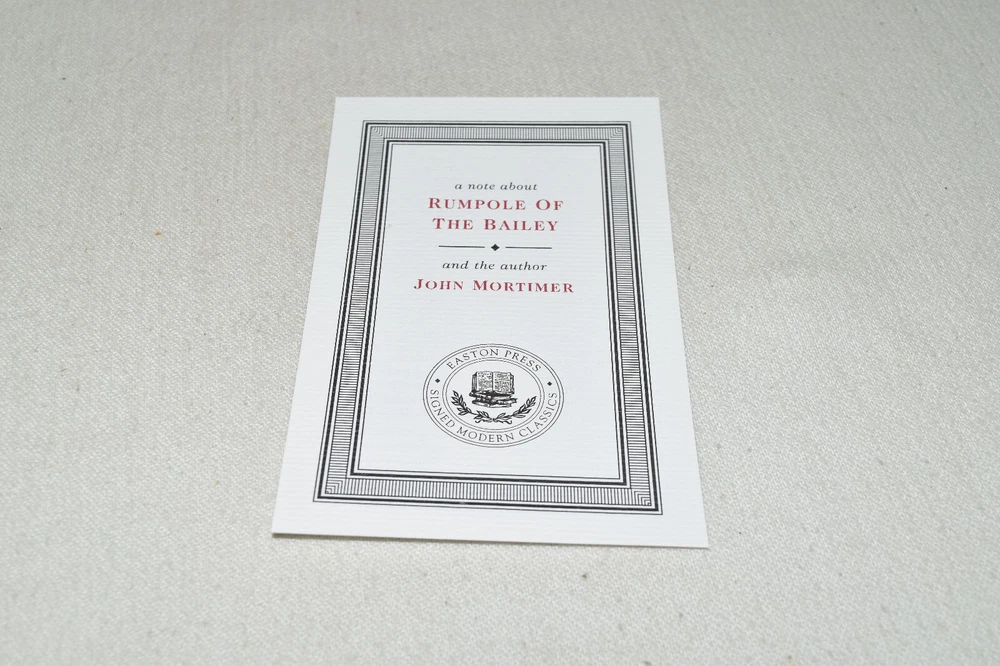 a note about
RUMPOLE OF
THE BAILEY
and the author
JOHN MORTIMER
EASTON PRESS
SIGNED MODERN CLASSICS